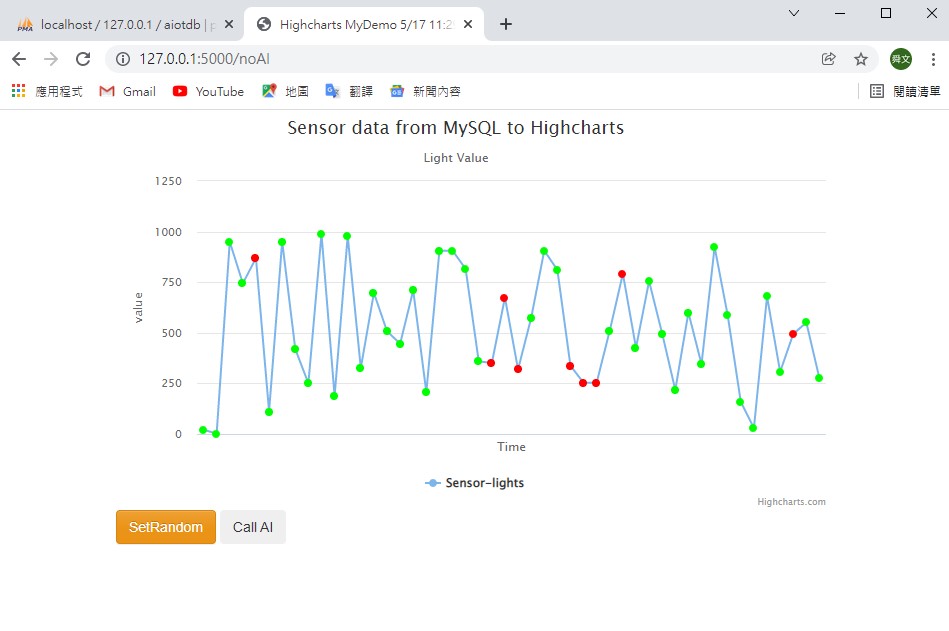 localhost / 127.0.0.1 / aiotdb | p
Highcharts MyDemo 5/17 11:2
127.0.0.1:5000/noAI
舜文
應用程式
Gmail
YouTube
地圖
翻譯
新聞內容
閱讀清單
Sensor data from MySQL to Highcharts
Light Value
1250
1000
750
500
250
0
value
Time
Sensor-lights
Highcharts.com
SetRandom
Call AI